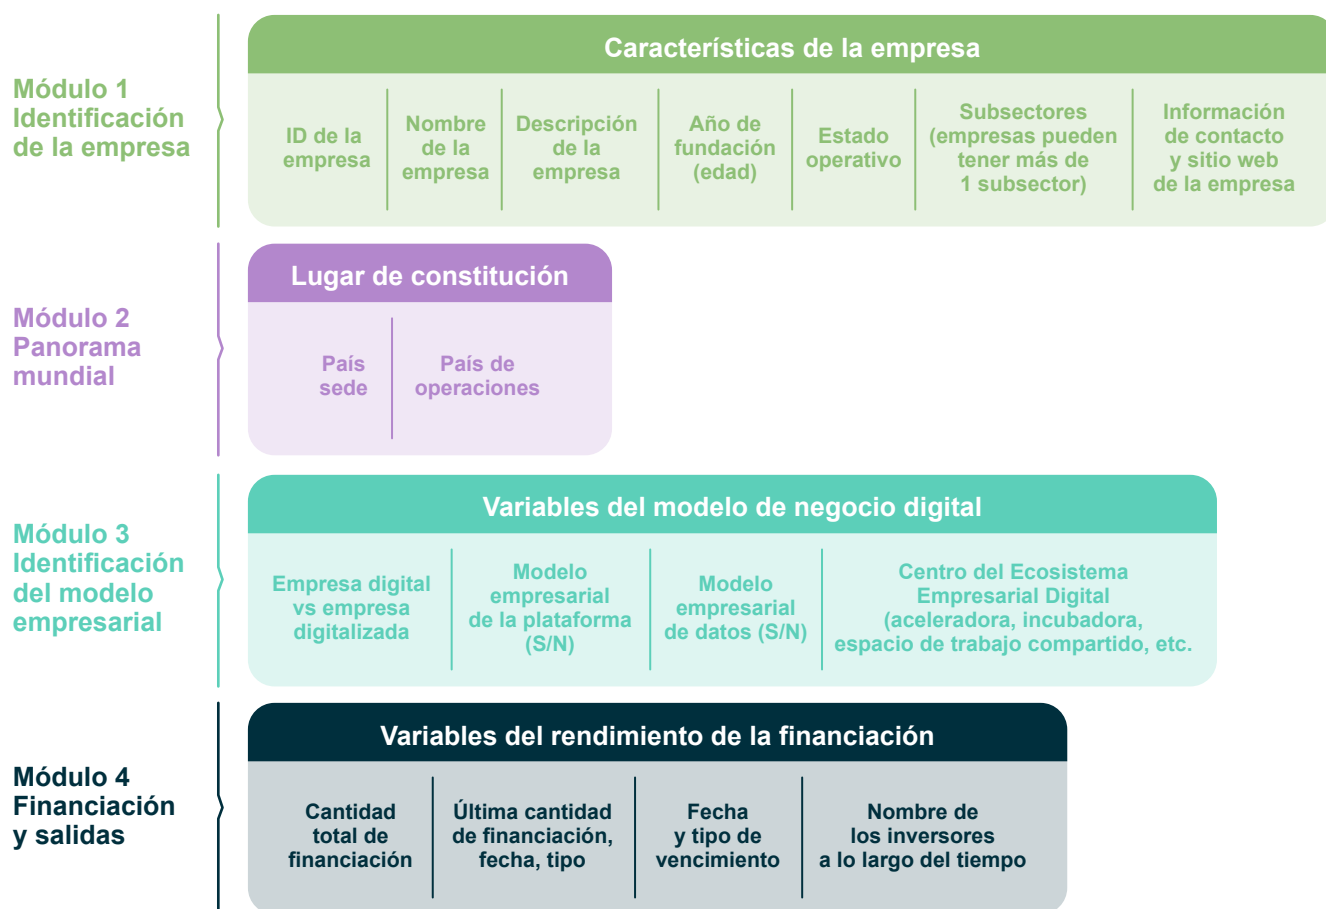 Módulo 1
Identificación
de la empresa
Características de la empresa
ID de la
empresa
Nombre
de la
empresa
Descripción
de la
empresa
Año de
fundación
(edad)
Estado
operativo
Subsectores
(empresas pueden
tener más de
1 subsector)
Información
de contacto
y sitio web
de la empresa
Módulo 2
Panorama
mundial
Lugar de constitución
País
sede
País de
operaciones
Módulo 3
Identificación
del modelo
empresarial
Variables del modelo de negocio digital
Empresa digital
vs empresa
digitalizada
Modelo
empresarial
de la plataforma
(S/N)
Modelo
empresarial
de datos (S/N)
Centro del Ecosistema
Empresarial Digital
(aceleradora, incubadora,
espacio de trabajo compartido, etc.
Módulo 4
Financiación
y salidas
Variables del rendimiento de la financiación
Cantidad
total de
financiación
Última cantidad
de financiación,
fecha, tipo
Fecha
y tipo de
vencimiento
Nombre de
los inversores
a lo largo del tiempo